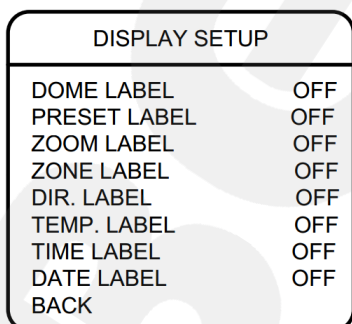 DISPLAY SETUP
DOME LABEL OFF
PRESET LABEL OFF
ZOOM LABEL OFF
ZONE LABEL OFF
DIR. LABEL OFF
TEMP. LABEL OFF
TIME LABEL OFF
DATE LABEL OFF
BACK